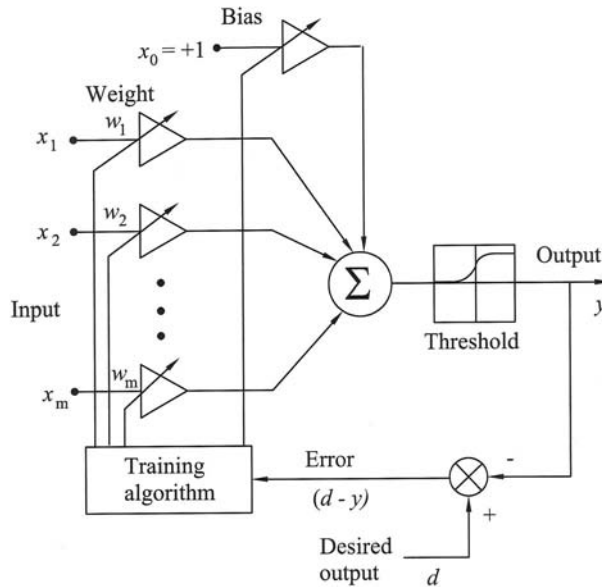 Bias
x₀ = +1
Weight
x₁
w₁
x₂
w₂
Input
xₘ
wₘ
Σ
Output
y
Threshold
Training
algorithm
Error
(d - y)
-
+
Desired
output
d